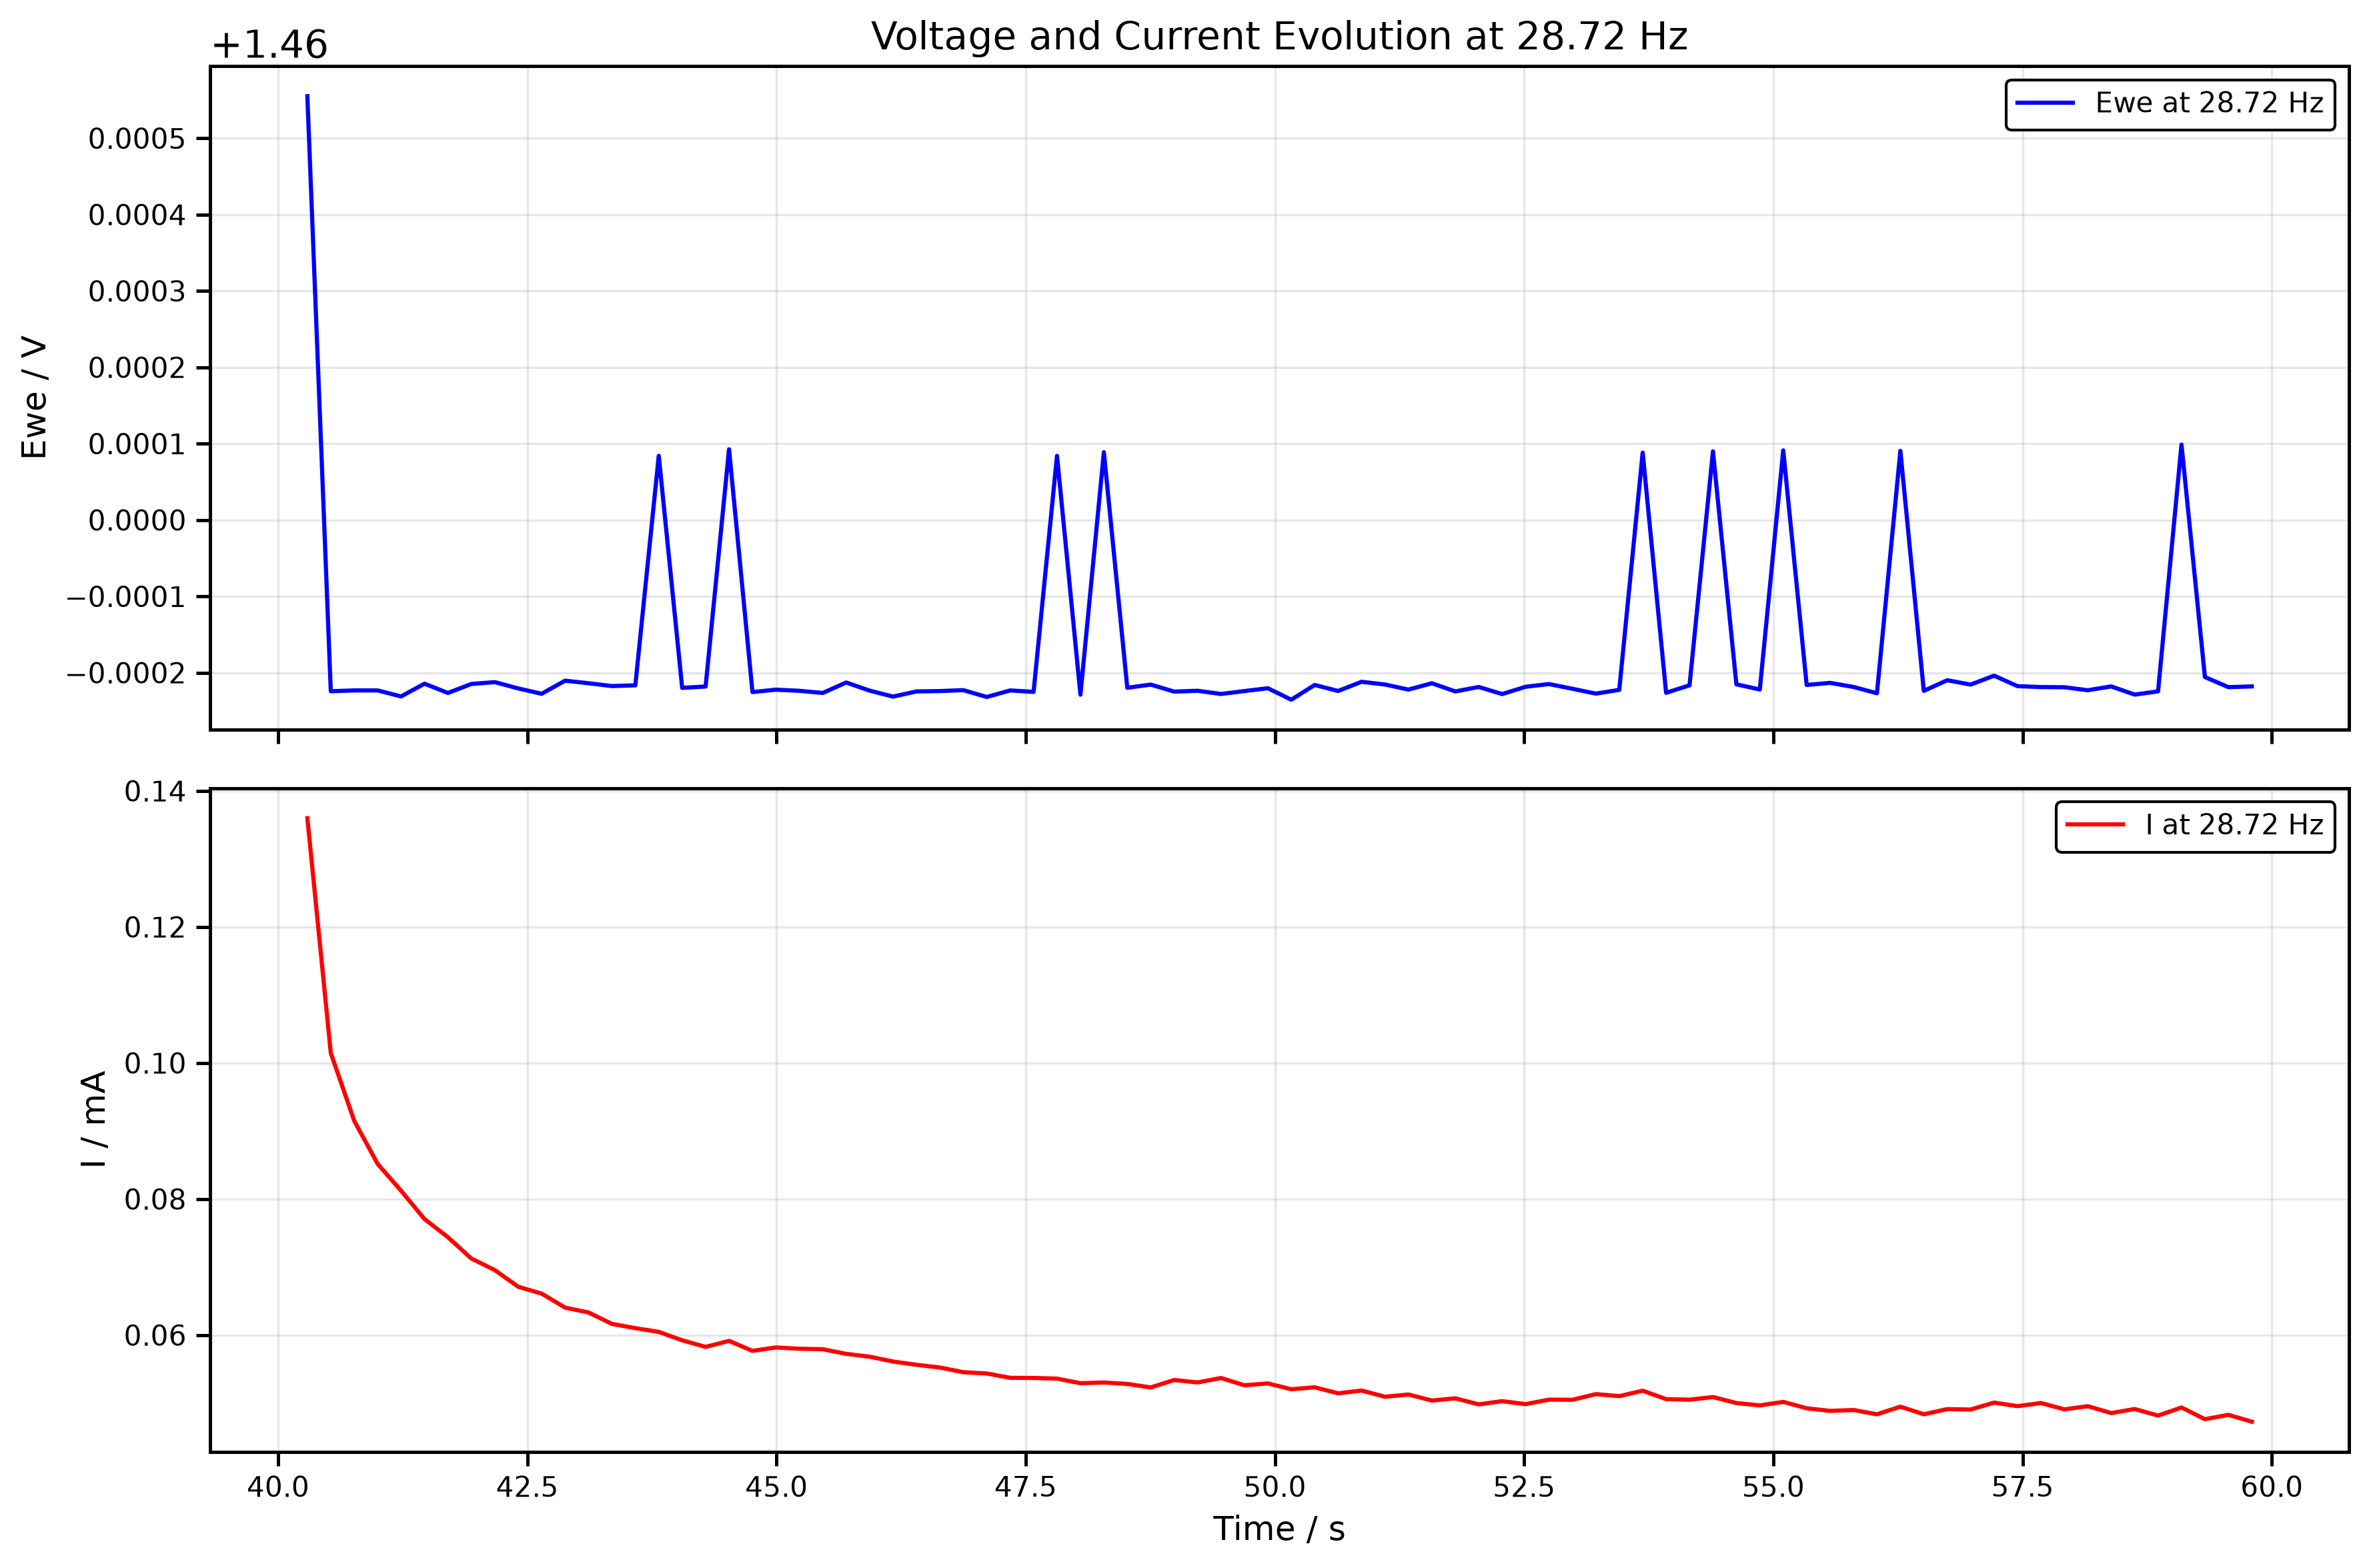 Voltage and Current Evolution at 28.72 Hz
+1.46
Ewe at 28.72 Hz
0.0005
0.0004
0.0003
0.0002
0.0001
0.0000
−0.0001
−0.0002
Ewe / V
I at 28.72 Hz
0.14
0.12
0.10
0.08
0.06
I / mA
40.0 42.5 45.0 47.5 50.0 52.5 55.0 57.5 60.0
Time / s